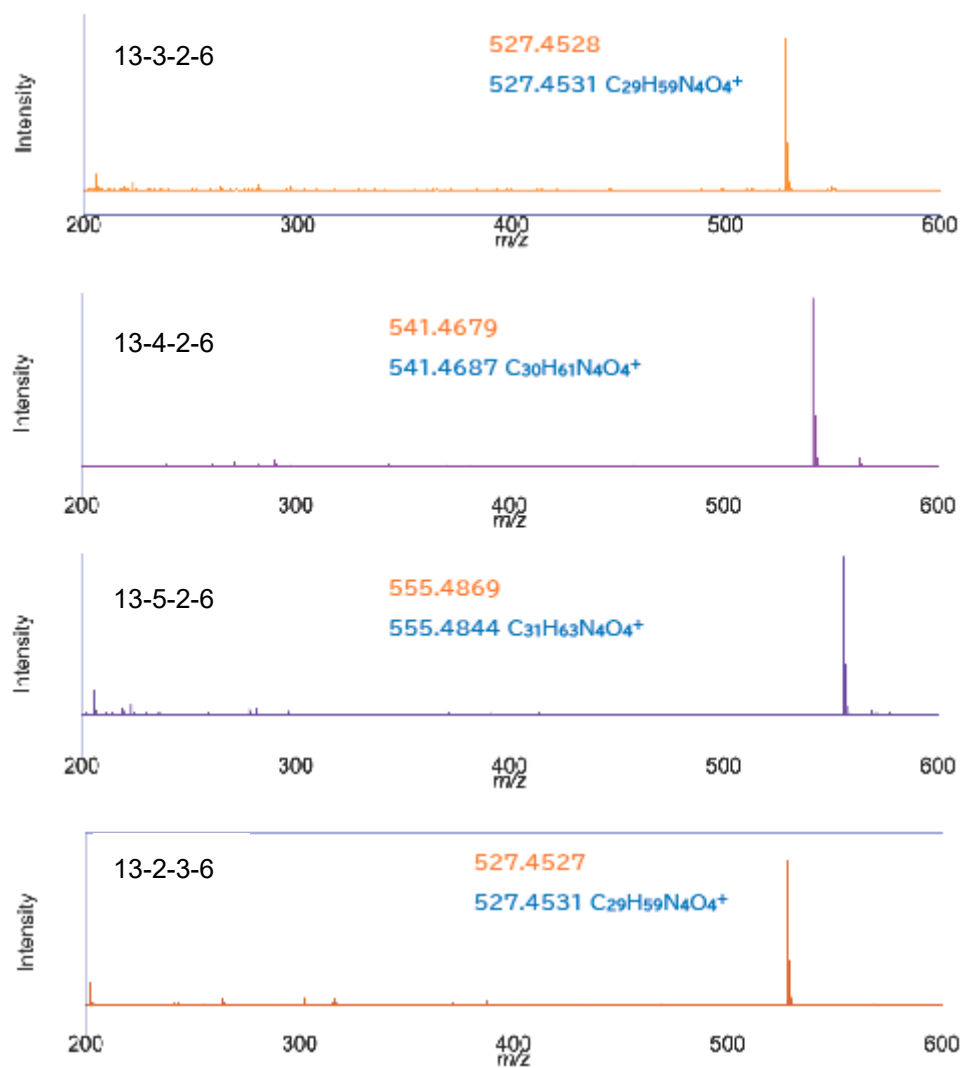 13-3-2-6
527.4528
527.4531 C₂₉H₅₉N₄O₄⁺
Intensity
200 300 400 500 600
m/z
13-4-2-6
541.4679
541.4687 C₃₀H₆₁N₄O₄⁺
Intensity
200 300 400 500 600
m/z
13-5-2-6
555.4869
555.4844 C₃₁H₆₃N₄O₄⁺
Intensity
200 300 400 500 600
m/z
13-2-3-6
527.4527
527.4531 C₂₉H₅₉N₄O₄⁺
Intensity
200 300 400 500 600
m/z